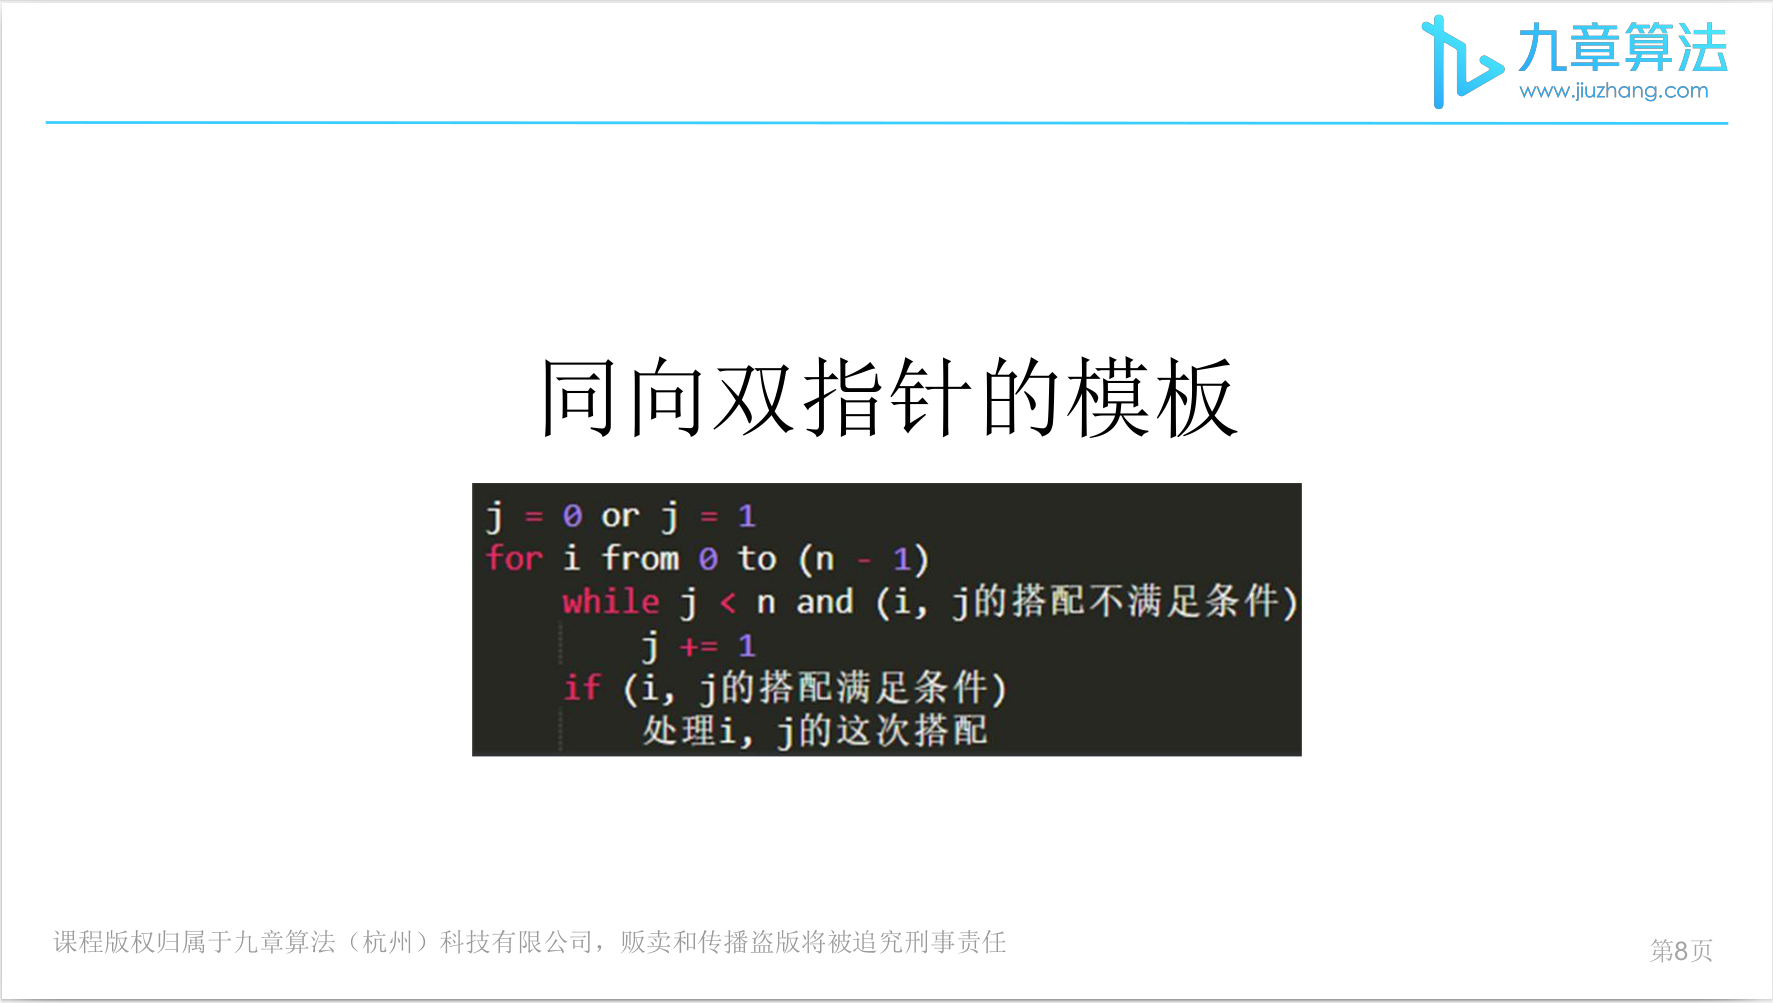 九章算法
www.jiuzhang.com
同向双指针的模板
j = 0 or j = 1
for i from 0 to (n - 1)
while j < n and (i, j的搭配不满足条件)
j += 1
if (i, j的搭配满足条件)
处理i, j的这次搭配
课程版权归属于九章算法（杭州）科技有限公司，贩卖和传播盗版将被追究刑事责任
第8页